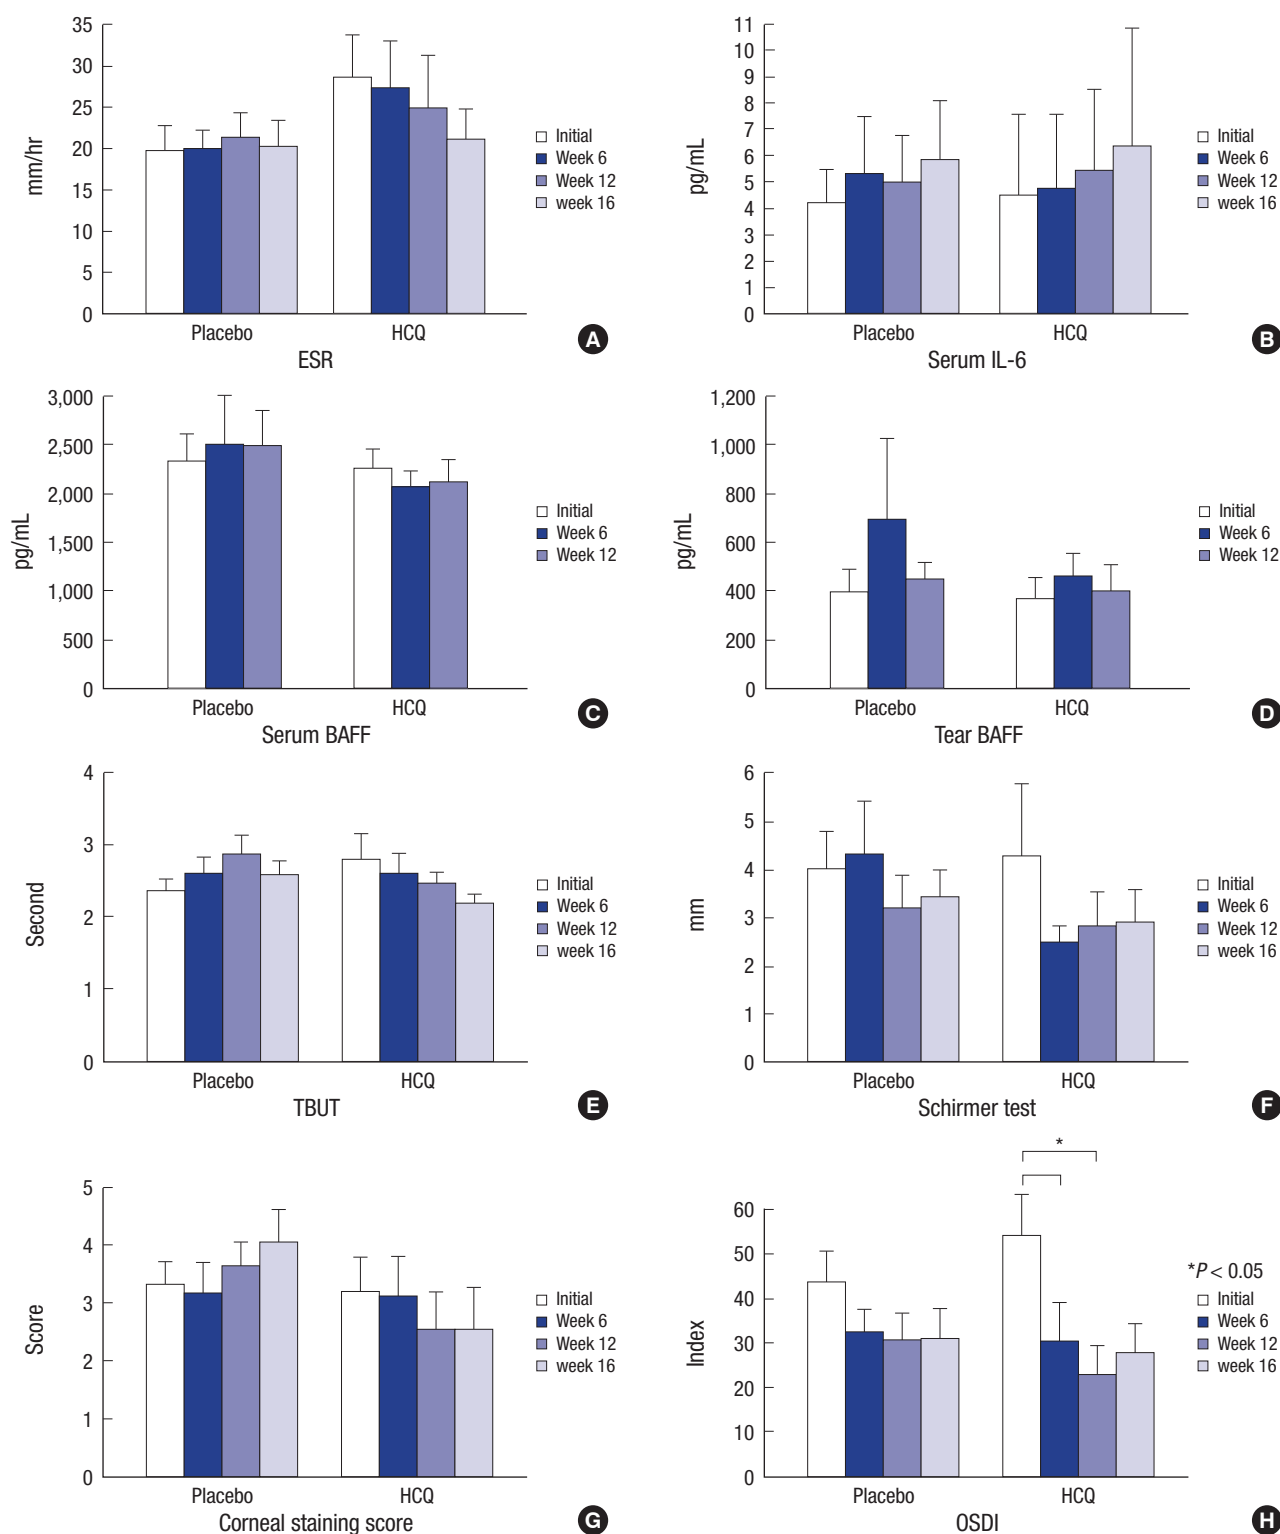 35
30
25
20
15
10
5
0
mm/hr
Placebo
HCQ
ESR
Initial
Week 6
Week 12
week 16
A
11
10
9
8
7
6
5
4
3
2
1
0
pg/mL
Placebo
HCQ
Serum IL-6
Initial
Week 6
Week 12
week 16
B
3,000
2,500
2,000
1,500
1,000
500
0
pg/mL
Placebo
HCQ
Serum BAFF
Initial
Week 6
Week 12
C
1,200
1,000
800
600
400
200
0
pg/mL
Placebo
HCQ
Tear BAFF
Initial
Week 6
Week 12
D
4
3
2
1
0
Second
Placebo
HCQ
TBUT
Initial
Week 6
Week 12
week 16
E
6
5
4
3
2
1
0
mm
Placebo
HCQ
Schirmer test
Initial
Week 6
Week 12
week 16
F
5
4
3
2
1
0
Score
Placebo
HCQ
Corneal staining score
Initial
Week 6
Week 12
week 16
G
*
60
50
40
30
20
10
0
Index
Placebo
HCQ
OSDI
*P < 0.05
Initial
Week 6
Week 12
week 16
H